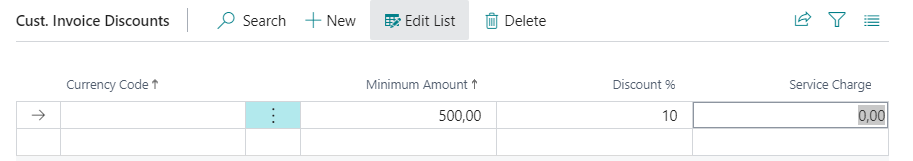 Cust. Invoice Discounts Search New Edit List Delete
Currency Code ↑ Minimum Amount ↑ Discount % Service Charge
500,00 10 0,00